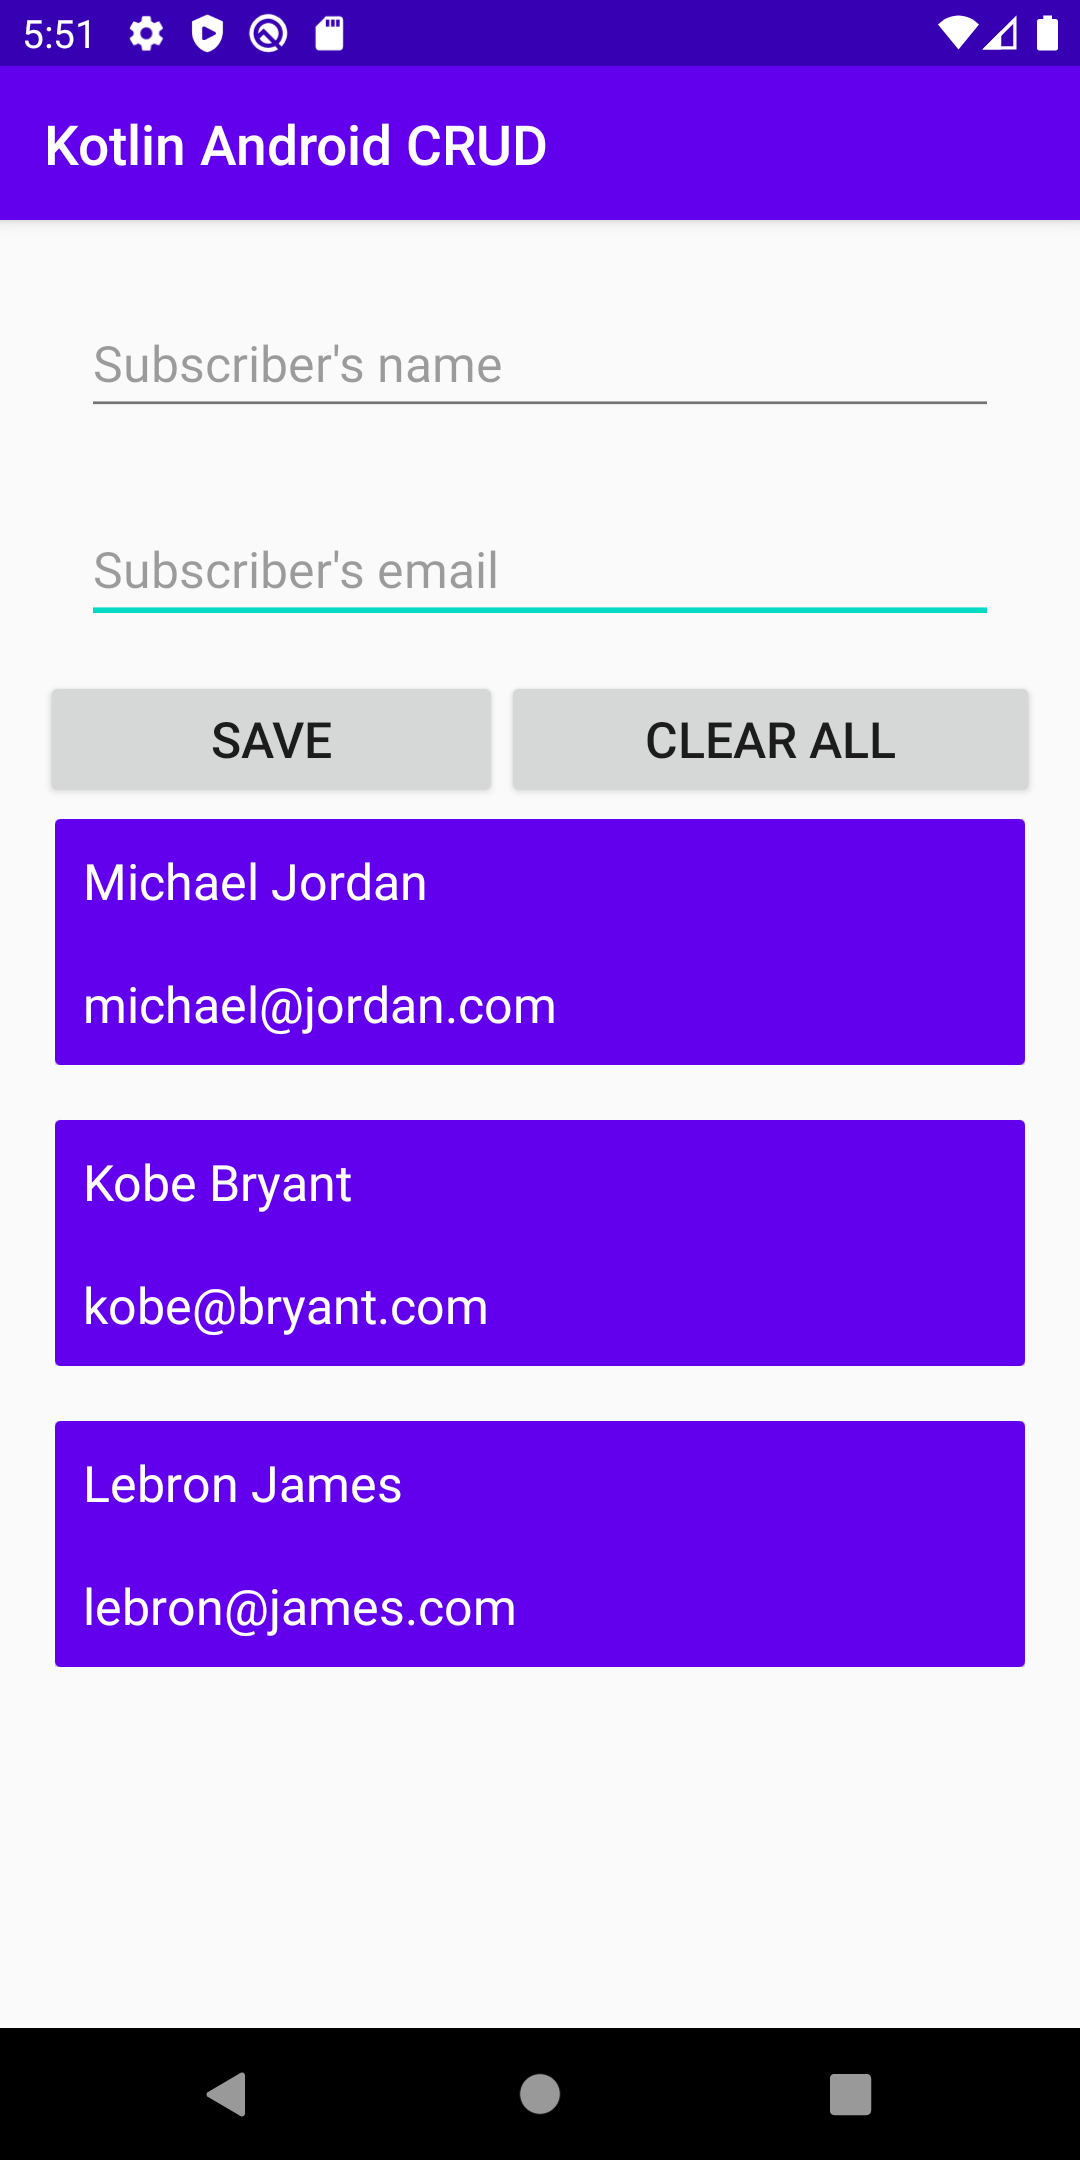 5:51
Kotlin Android CRUD
Subscriber's name
Subscriber's email
SAVE CLEAR ALL
Michael Jordan
michael@jordan.com
Kobe Bryant
kobe@bryant.com
Lebron James
lebron@james.com